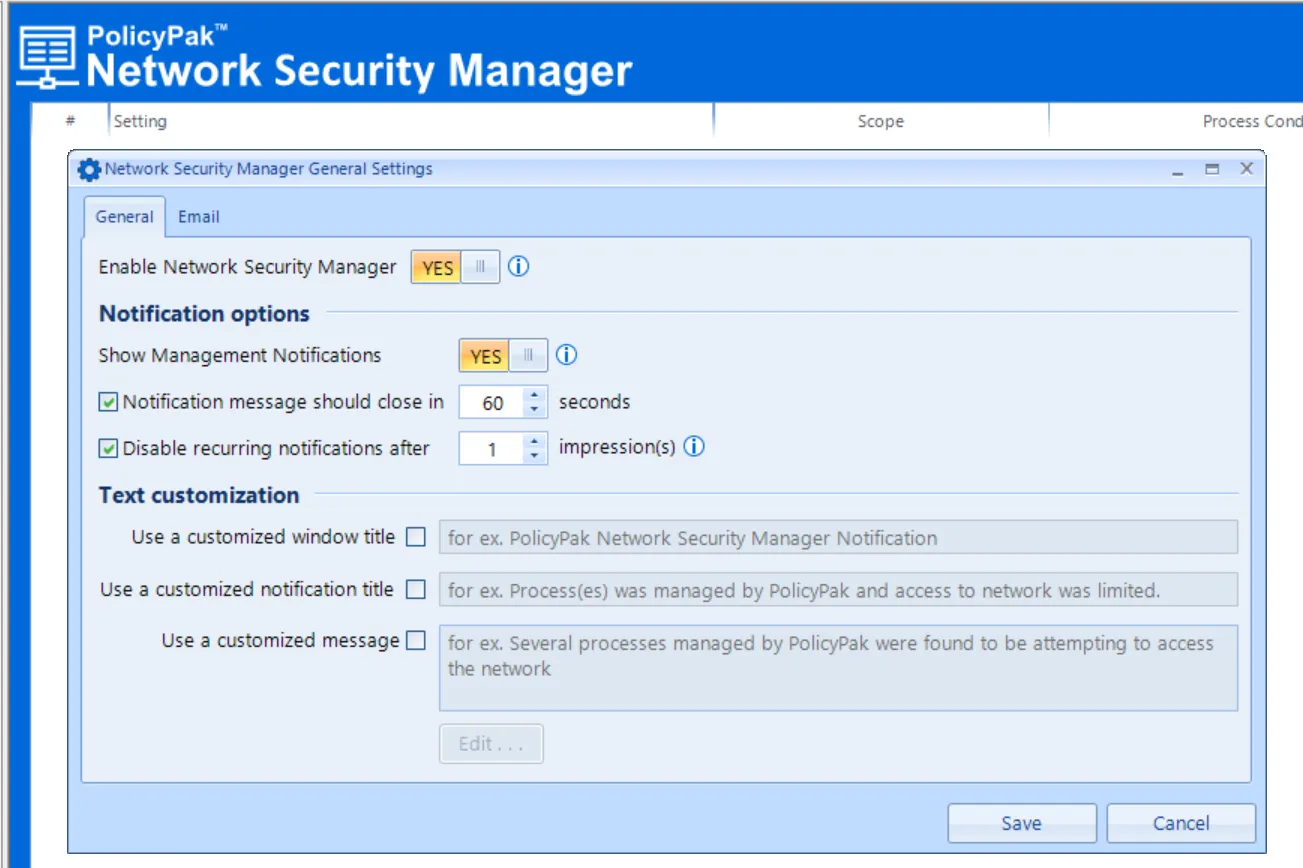 PolicyPak™
Network Security Manager
# Setting Scope Process Cond
Network Security Manager General Settings
General Email
Enable Network Security Manager YES
Notification options
Show Management Notifications YES
Notification message should close in 60 seconds
Disable recurring notifications after 1 impression(s)
Text customization
Use a customized window title for ex. PolicyPak Network Security Manager Notification
Use a customized notification title for ex. Process(es) was managed by PolicyPak and access to network was limited.
Use a customized message for ex. Several processes managed by PolicyPak were found to be attempting to access
the network
Edit . . .
Save Cancel